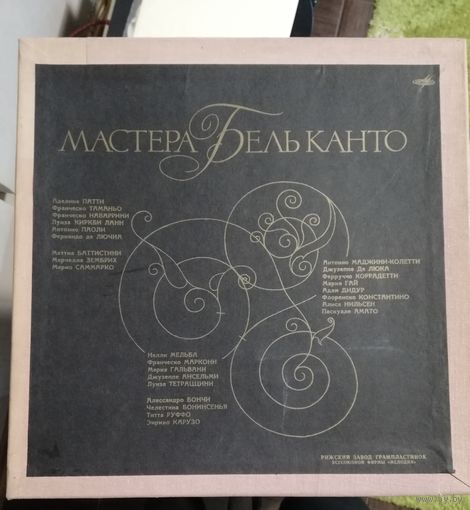 МАСТЕРА БЕЛЬ КАНТО
Аделина ПАТТИ
Франческо ТАМАНЬО
Франческо НАВАРРИНИ
Луиза КИРКБИ ЛАНН
Антонио ПАОЛИ
Фернандо де ЛЮЧИА
Маттиа БАТТИСТИНИ
Марчелла ЗЕМБРИХ
Марио САММАРКО
Антонио МАДЖИНИ-КОЛЕТТИ
Джузеппе Де ЛЮКА
Ферруччо КОРРАДЕТТИ
Мария ГАЙ
Адам ДИДУР
Флоренсио КОНСТАНТИНО
Алиса НИЛЬСЕН
Паскуале АМАТО
Нелли МЕЛЬБА
Франческо МАРКОНИ
Мария ГАЛЬВАНИ
Джузеппе АНСЕЛЬМИ
Луиза ТЕТРАЦЦИНИ
Алессандро БОНЧИ
Челестина БОНИНСЕНЬЯ
Титта РУФФО
Энрико КАРУЗО
РИЖСКИЙ ЗАВОД ГРАМПЛАСТИНОК
ВСЕСОЮЗНОЙ ФИРМЫ «МЕЛОДИЯ»